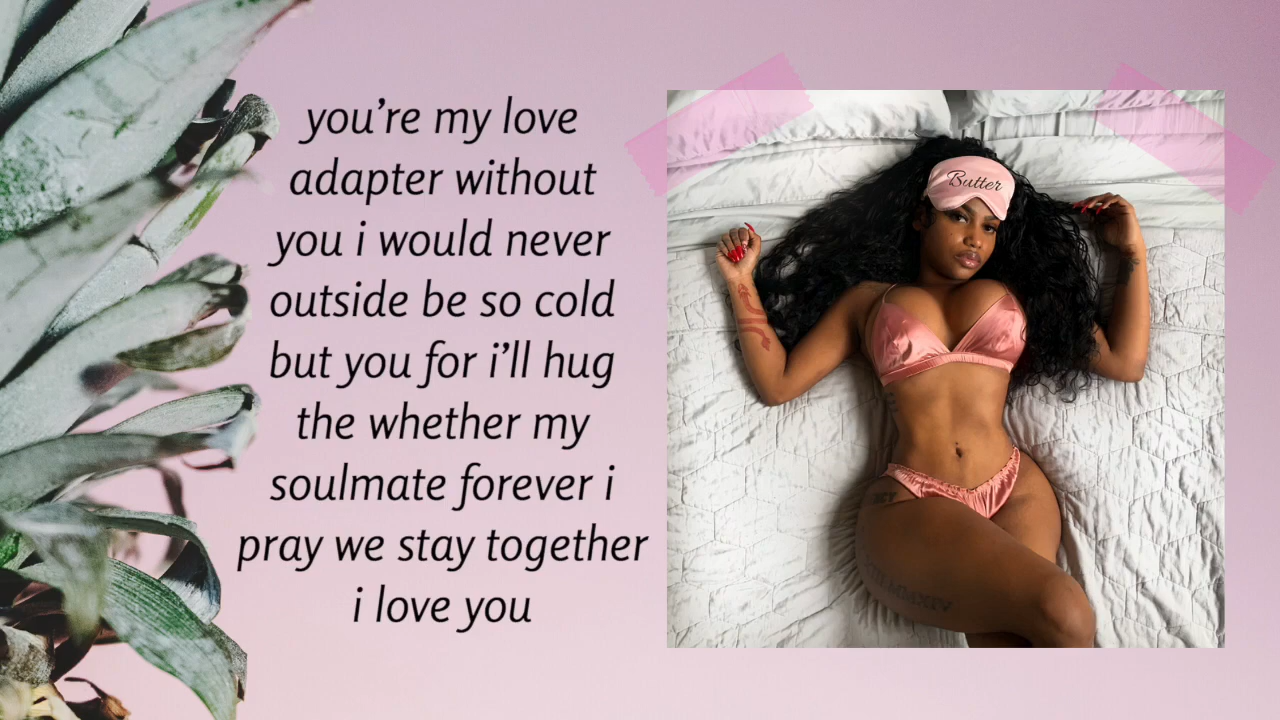 you’re my love
adapter without
you i would never
outside be so cold
but you for i’ll hug
the whether my
soulmate forever i
pray we stay together
i love you
Butter